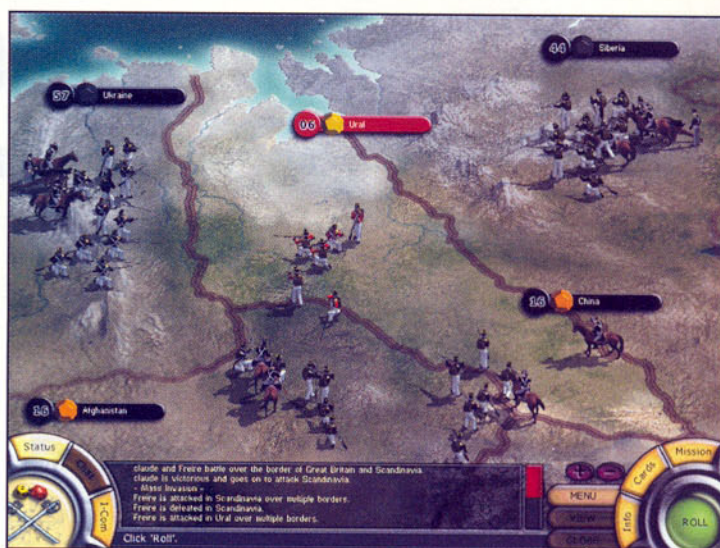 44 Siberia
57 Ukraine
06 Ural
16 China
16 Afghanistan
Status
Chat
I-Com
claude and Freire battle over the border of Great Britain and Scandinavia.
claude is victorious and goes on to attack Scandinavia.
- Mass Invasion -
Freire is attacked in Scandinavia over multiple borders.
Freire is defeated in Scandinavia.
Freire is attacked in Ural over multiple borders.
Click 'Roll'.
MENU
VIEW
Mission
Cards
Info
ROLL